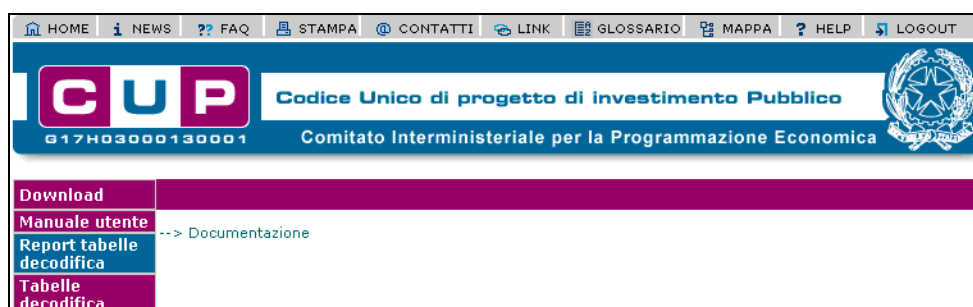 HOME i NEWS ?? FAQ STAMPA @ CONTATTI LINK GLOSSARIO MAPPA ? HELP LOGOUT
CUP
Codice Unico di progetto di investimento Pubblico
G17H03000130001
Comitato Interministeriale per la Programmazione Economica
Download
Manuale utente
--> Documentazione
Report tabelle
decodifica
Tabelle
decodifica